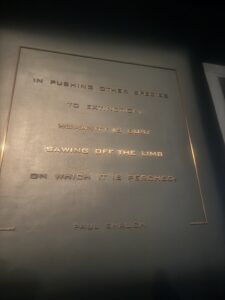 IN PUSHING OTHER SPECIES
TO EXTINCTION,
HUMANITY IS BUSY
SAWING OFF THE LIMB
ON WHICH IT IS PERCHED.
PAUL EHRLICH